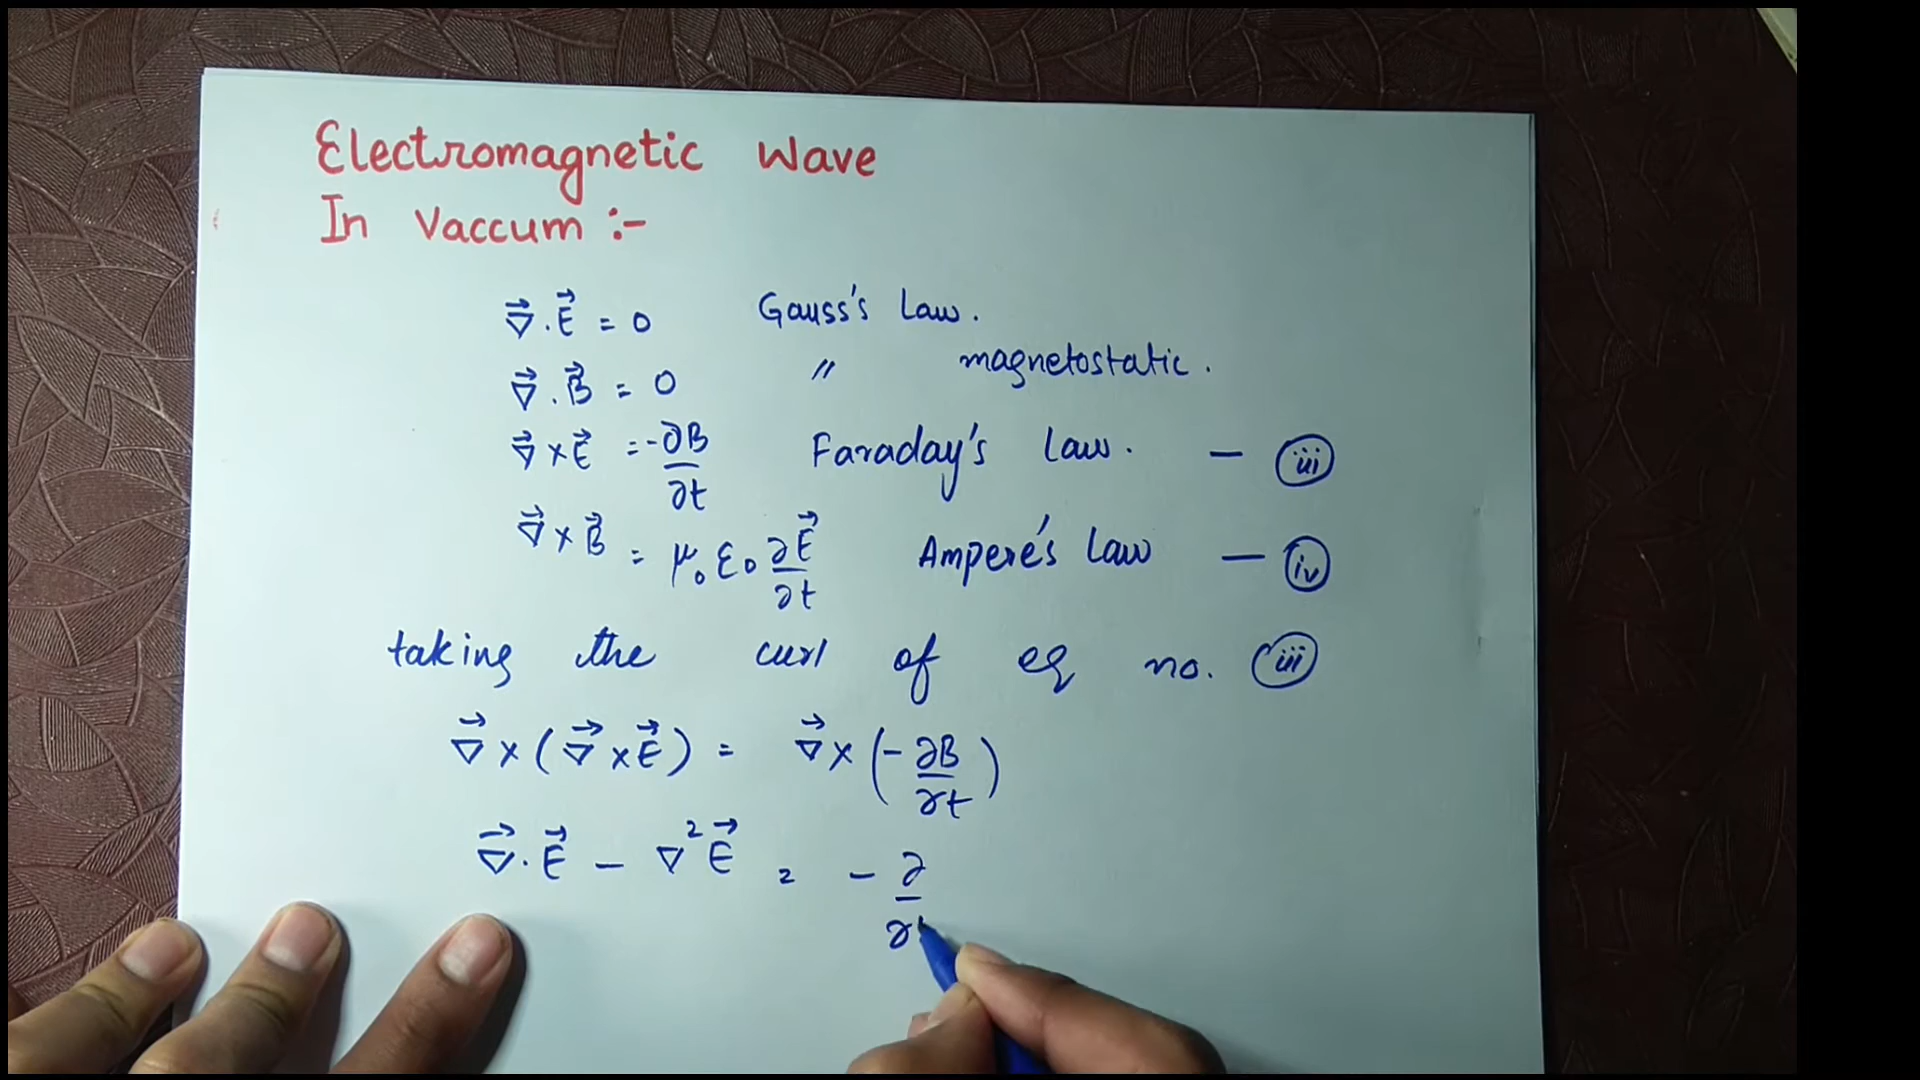 Electromagnetic Wave
In Vaccum :-
∇⃗.E⃗ = 0 Gauss's Law.
∇⃗.B⃗ = 0 〃 magnetostatic.
∇⃗×E⃗ = -∂B/∂t Faraday's Law. — (iii)
∇⃗×B⃗ = μ₀ε₀ ∂E⃗/∂t Ampere's Law — (iv)
taking the curl of eq no. (iii)
∇⃗×(∇⃗×E⃗) = ∇⃗×(-∂B/∂t)
∇⃗.E⃗ - ∇²E⃗ = -∂/∂t